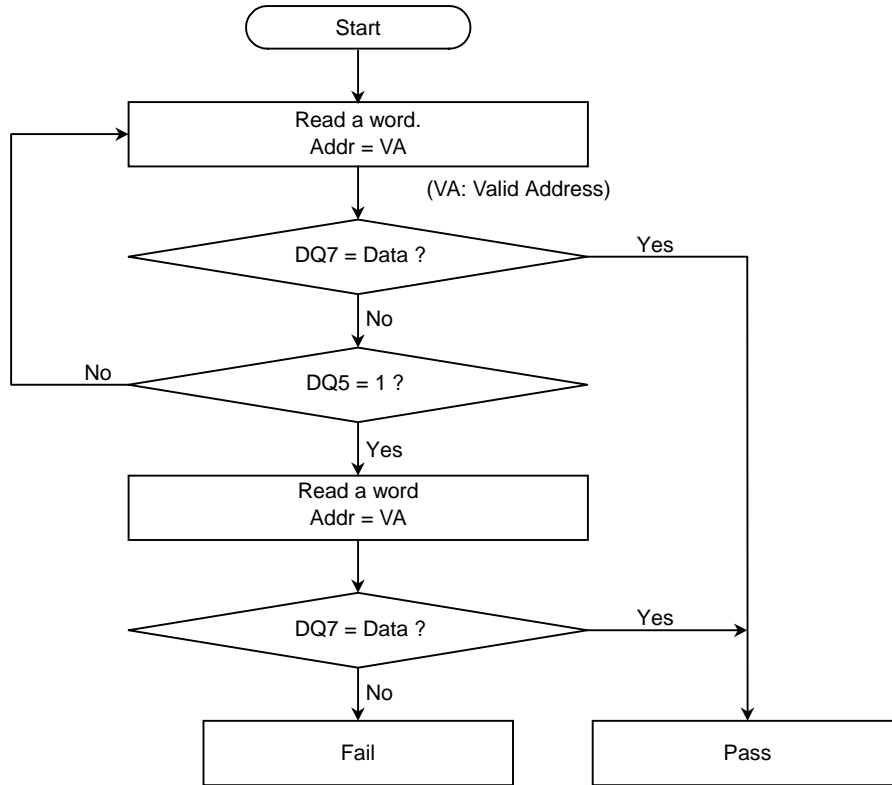 Start
Read a word.
Addr = VA
(VA: Valid Address)
DQ7 = Data ?
Yes
No
No
DQ5 = 1 ?
Yes
Read a word
Addr = VA
DQ7 = Data ?
Yes
No
Fail
Pass